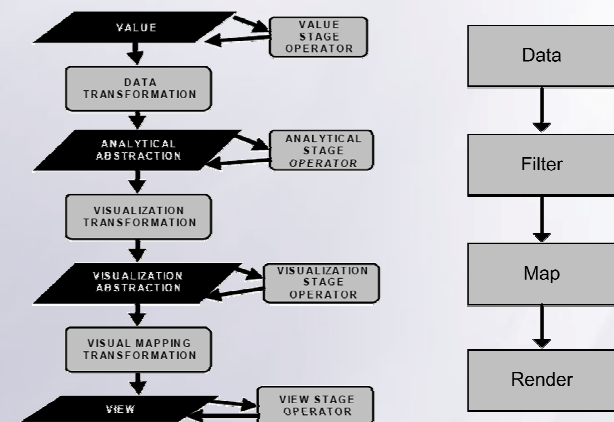 VALUE
VALUE
STAGE
OPERATOR
DATA
TRANSFORMATION
ANALYTICAL
ABSTRACTION
ANALYTICAL
STAGE
OPERATOR
VISUALIZATION
TRANSFORMATION
VISUALIZATION
ABSTRACTION
VISUALIZATION
STAGE
OPERATOR
VISUAL MAPPING
TRANSFORMATION
VIEW
VIEW STAGE
OPERATOR
Data
Filter
Map
Render